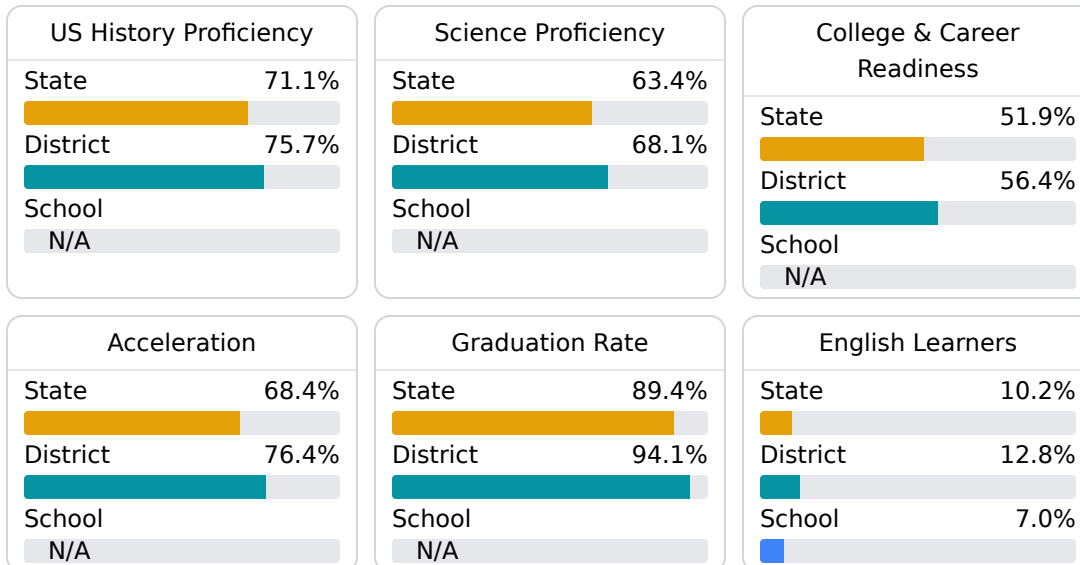 US History Proficiency
State 71.1%
District 75.7%
School
N/A
Science Proficiency
State 63.4%
District 68.1%
School
N/A
College & Career
Readiness
State 51.9%
District 56.4%
School
N/A
Acceleration
State 68.4%
District 76.4%
School
N/A
Graduation Rate
State 89.4%
District 94.1%
School
N/A
English Learners
State 10.2%
District 12.8%
School 7.0%